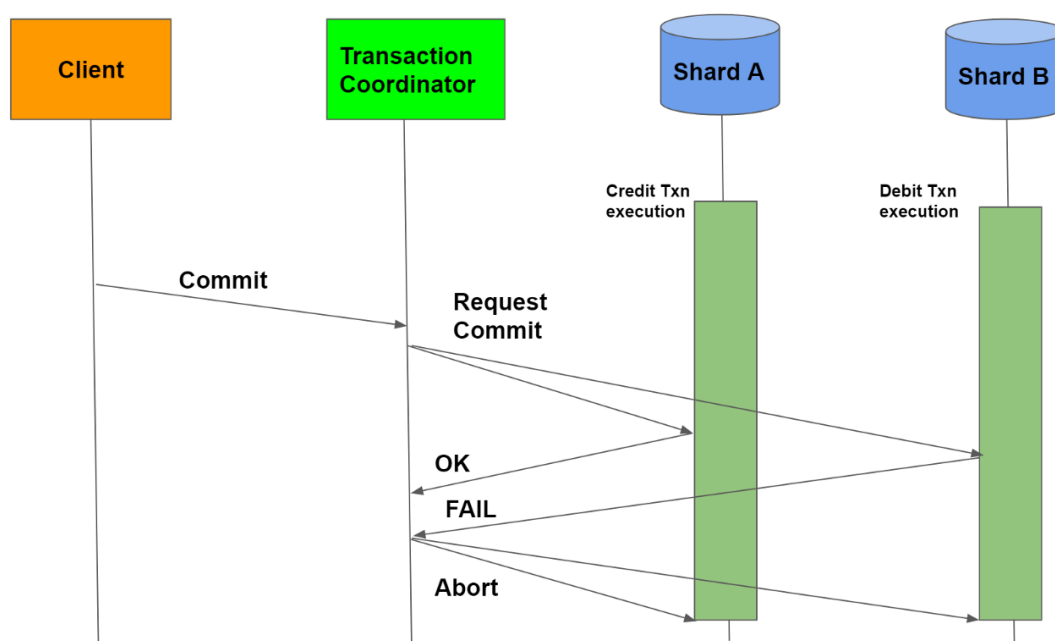 Client
Transaction
Coordinator
Shard A
Shard B
Credit Txn
execution
Debit Txn
execution
Commit
Request
Commit
OK
FAIL
Abort